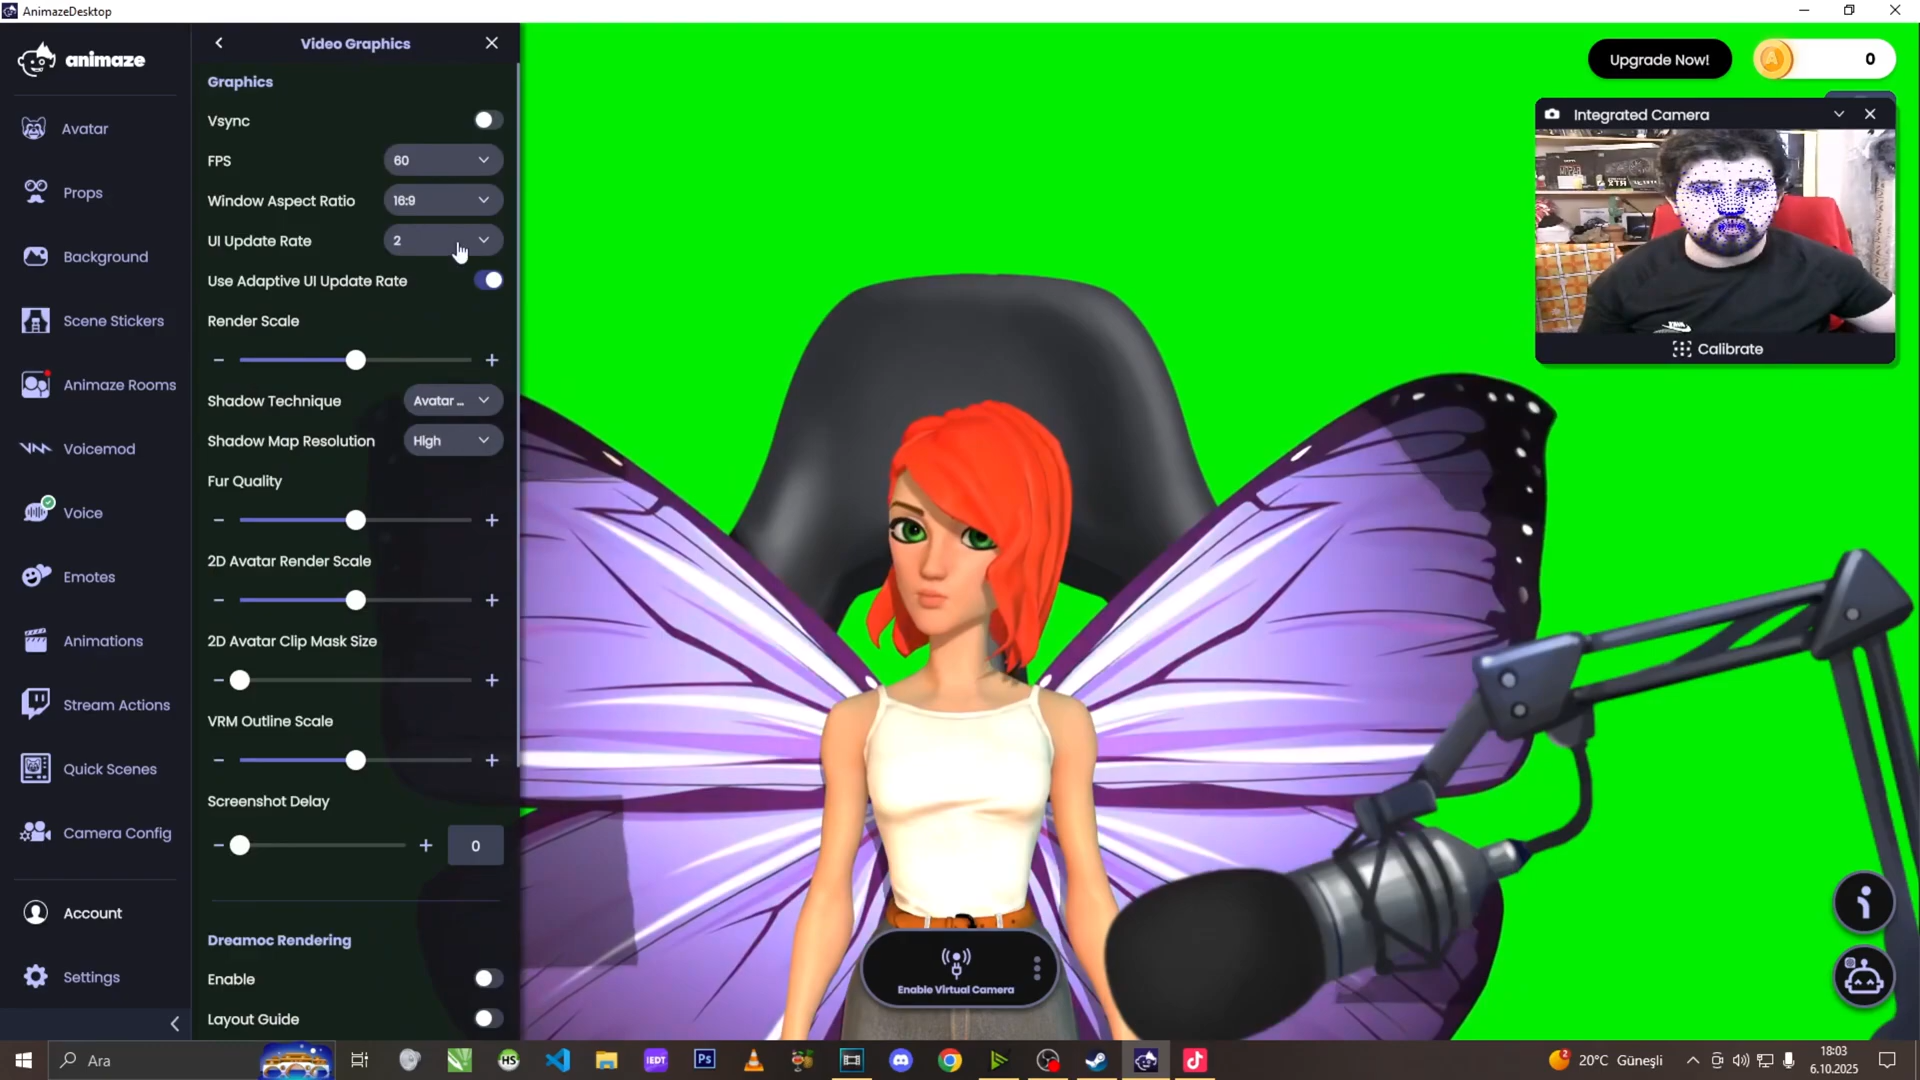 AnimazeDesktop
animaze
Avatar
Props
Background
Scene Stickers
Animaze Rooms
Voicemod
Voice
Emotes
Animations
Stream Actions
Quick Scenes
Camera Config
Account
Settings
Video Graphics
Graphics
Vsync
FPS 60
Window Aspect Ratio 16:9
UI Update Rate 2
Use Adaptive UI Update Rate
Render Scale
Shadow Technique Avatar ...
Shadow Map Resolution High
Fur Quality
2D Avatar Render Scale
2D Avatar Clip Mask Size
VRM Outline Scale
Screenshot Delay
0
Dreamoc Rendering
Enable
Layout Guide
Upgrade Now!
A 0
Integrated Camera
Calibrate
Enable Virtual Camera
Ara
HS
IEDT
Ps
2
20°C Güneşli
18:03
6.10.2025